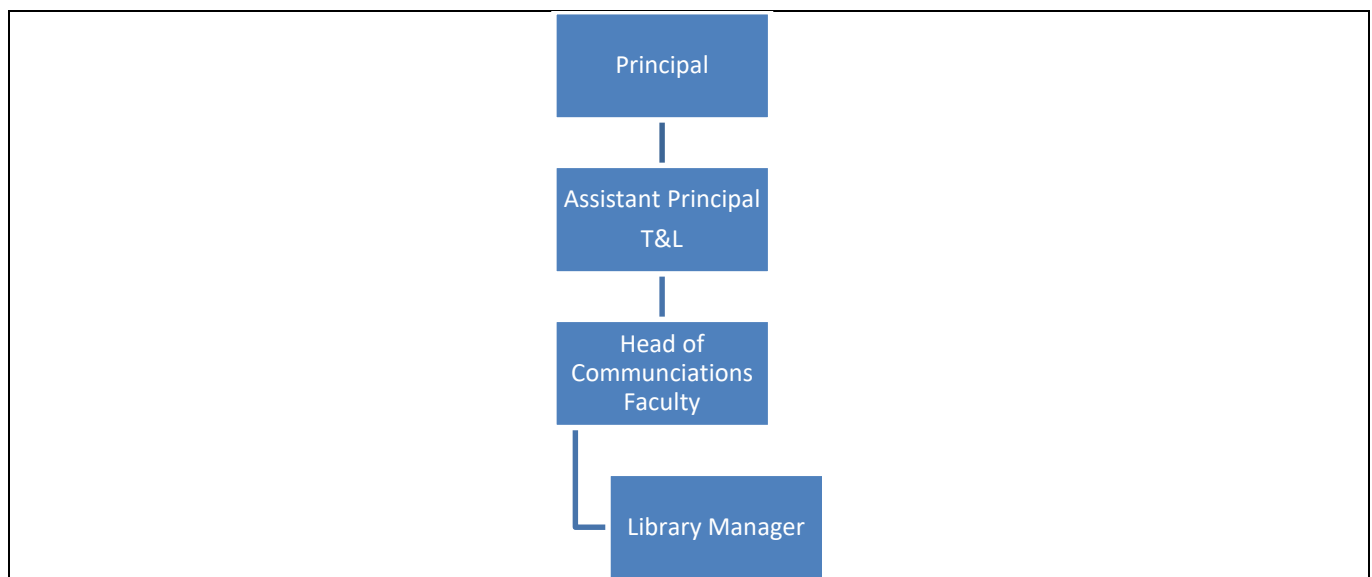 Principal
Assistant Principal
T&L
Head of
Communciations
Faculty
Library Manager